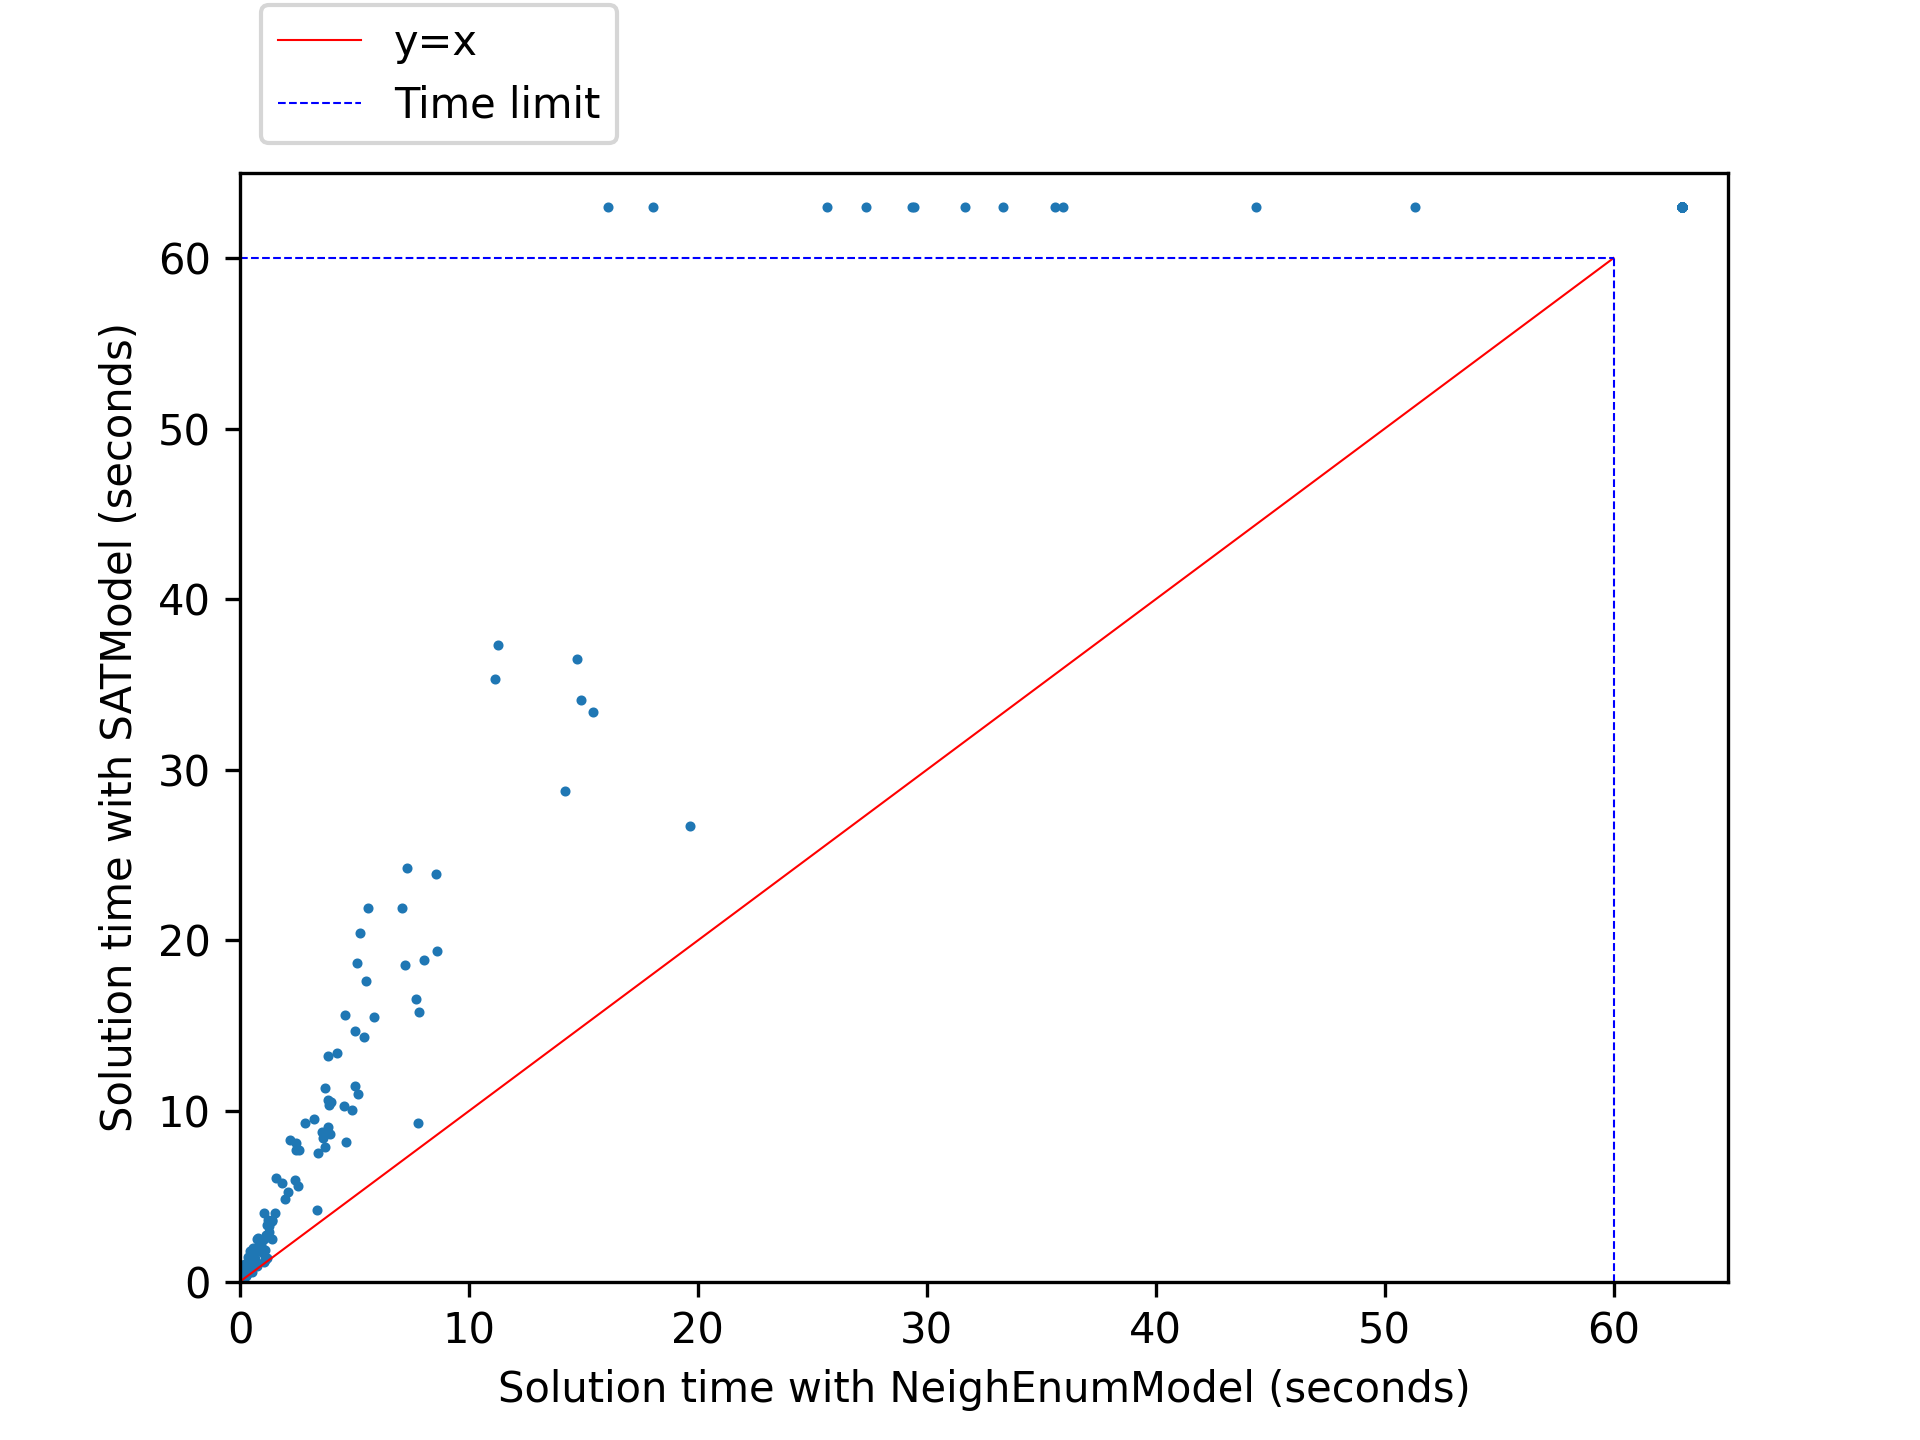 y=x
Time limit
Solution time with SATModel (seconds)
60
50
40
30
20
10
0
0 10 20 30 40 50 60
Solution time with NeighEnumModel (seconds)